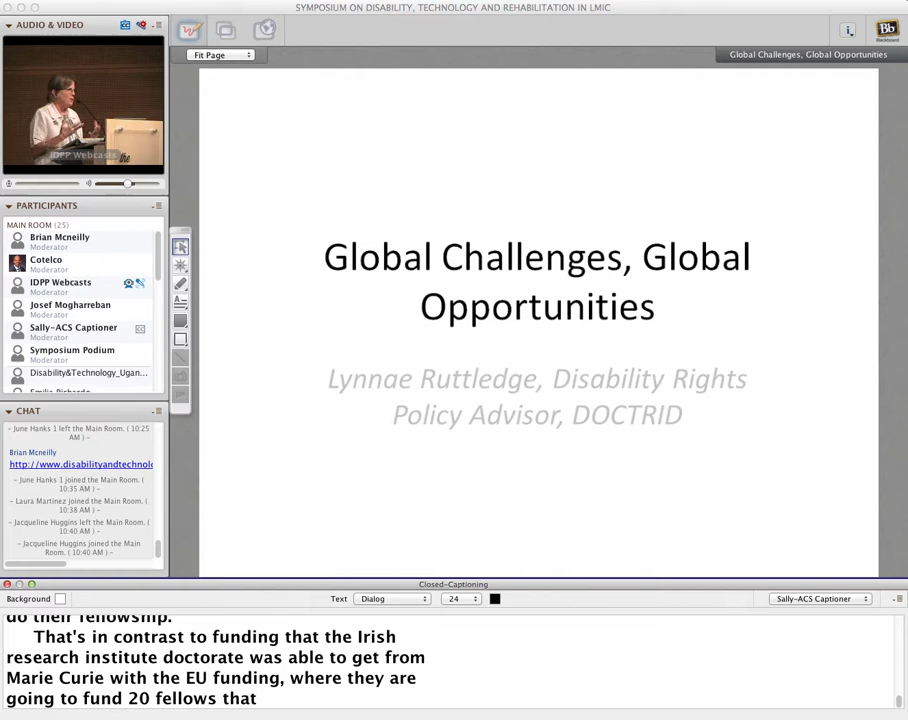 SYMPOSIUM ON DISABILITY, TECHNOLOGY AND REHABILITATION IN LMIC
AUDIO & VIDEO
IDPP Webcasts
the
PARTICIPANTS
MAIN ROOM (25)
Brian Mcneilly
Moderator
Cotelco
Moderator
IDPP Webcasts
Moderator
Josef Mogharreban
Moderator
Sally-ACS Captioner
Moderator
Symposium Podium
Moderator
Disability&Technology_Ugan...
CHAT
- June Hanks 1 left the Main Room. ( 10:25
AM ) -
Brian Mcneilly
http://www.disabilityandtechnolo
- June Hanks 1 joined the Main Room. (
10:35 AM ) -
- Laura Martinez joined the Main Room. (
10:38 AM ) -
- Jacqueline Huggins left the Main Room. (
10:40 AM ) -
- Jacqueline Huggins joined the Main
Room. ( 10:40 AM ) -
Fit Page
Bb
Blackboard
Global Challenges, Global Opportunities
Global Challenges, Global
Opportunities
Lynnae Ruttledge, Disability Rights
Policy Advisor, DOCTRID
Closed-Captioning
Background
Text
Dialog
24
Sally-ACS Captioner
do their fellowship.
That's in contrast to funding that the Irish
research institute doctorate was able to get from
Marie Curie with the EU funding, where they are
going to fund 20 fellows that